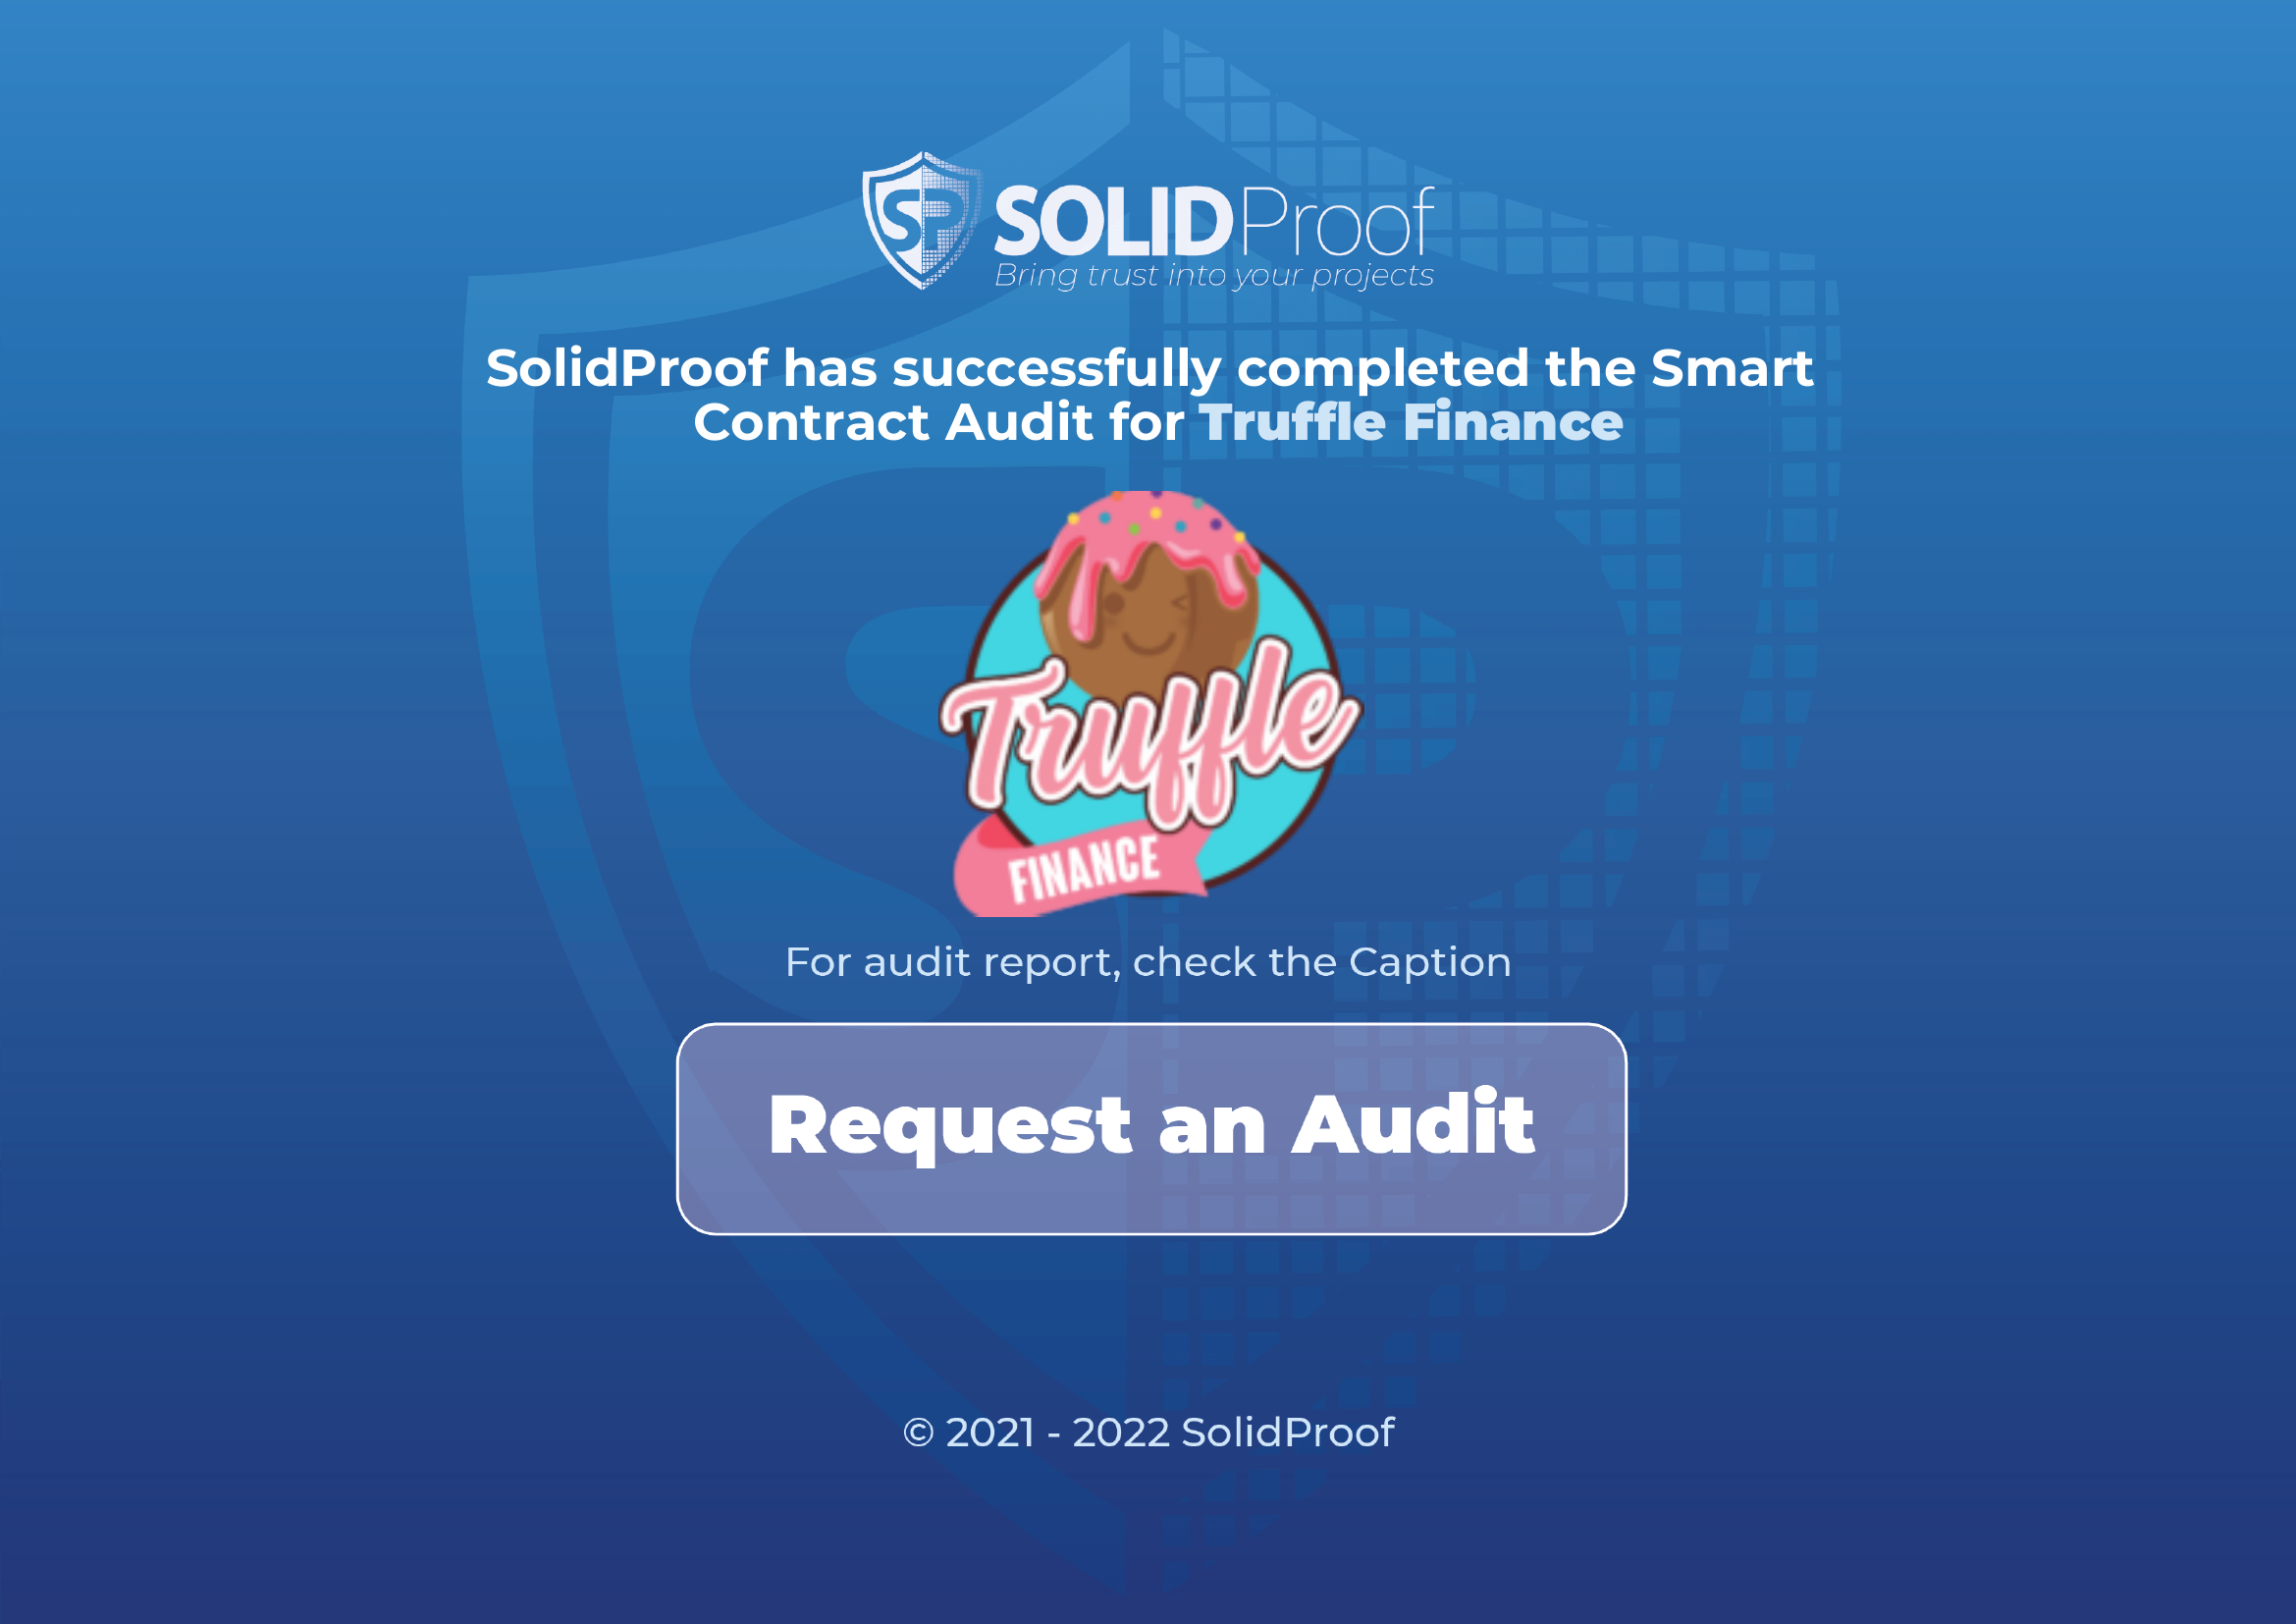 SP
SOLIDProof
Bring trust into your projects
SolidProof has successfully completed the Smart
Contract Audit for Truffle Finance
Truffle
FINANCE
For audit report, check the Caption
Request an Audit
© 2021 - 2022 SolidProof